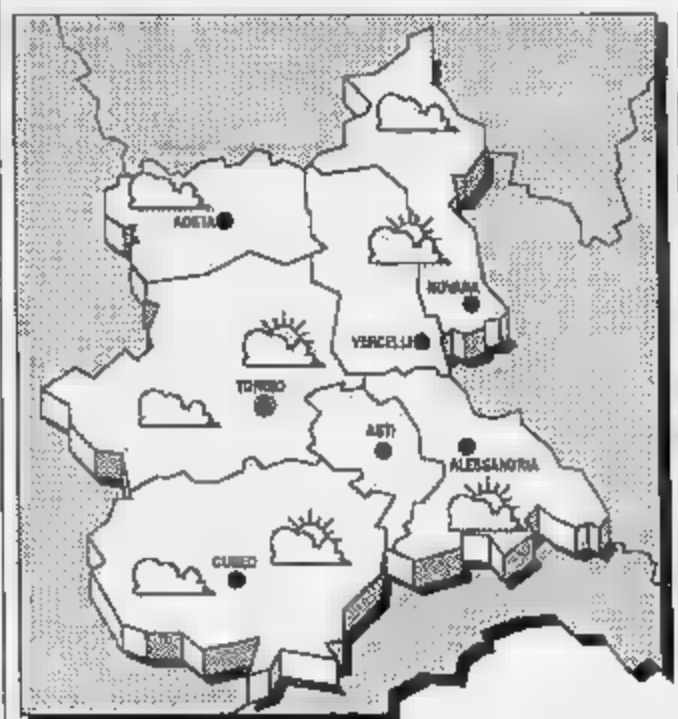 AOSTA
NOVARA
VERCELLI
TORINO
ASTI
ALESSANDRIA
CUNEO